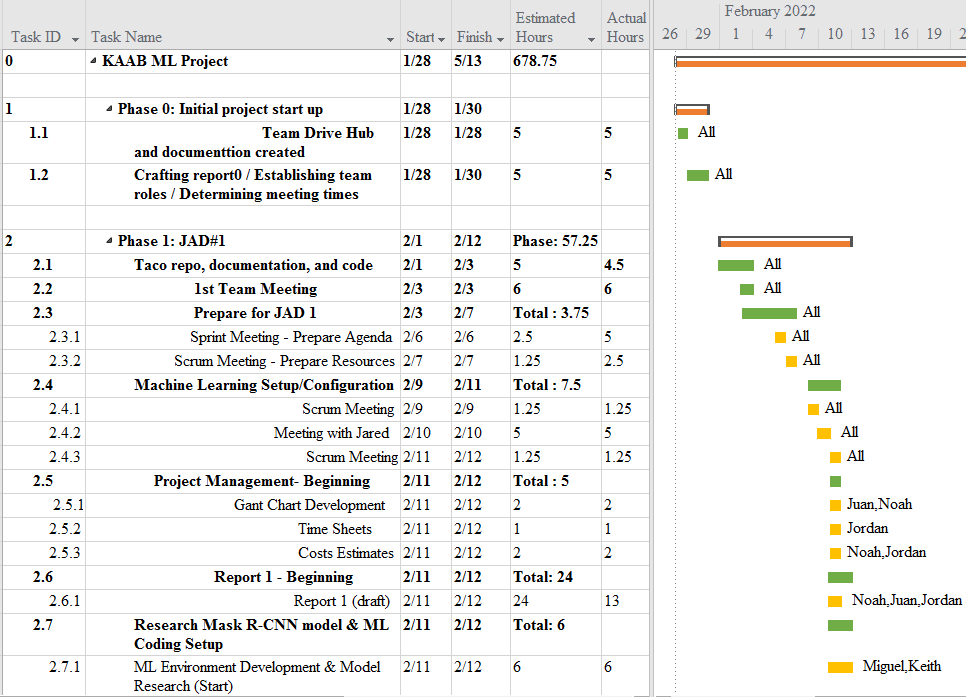 Task ID Task Name Start Finish Estimated Hours Actual Hours
February 2022
26 29 1 4 7 10 13 16 19 2
0 KAAB ML Project 1/28 5/13 678.75
1 Phase 0: Initial project start up 1/28 1/30
1.1 Team Drive Hub 1/28 1/28 5 5 All
and documenttion created
1.2 Crafting report0 / Establishing team 1/28 1/30 5 5 All
roles / Determining meeting times
2 Phase 1: JAD#1 2/1 2/12 Phase: 57.25
2.1 Taco repo, documentation, and code 2/1 2/3 5 4.5 All
2.2 1st Team Meeting 2/3 2/3 6 6 All
2.3 Prepare for JAD 1 2/3 2/7 Total : 3.75 All
2.3.1 Sprint Meeting - Prepare Agenda 2/6 2/6 2.5 5 All
2.3.2 Scrum Meeting - Prepare Resources 2/7 2/7 1.25 2.5 All
2.4 Machine Learning Setup/Configuration 2/9 2/11 Total : 7.5
2.4.1 Scrum Meeting 2/9 2/9 1.25 1.25 All
2.4.2 Meeting with Jared 2/10 2/10 5 5 All
2.4.3 Scrum Meeting 2/11 2/12 1.25 1.25 All
2.5 Project Management- Beginning 2/11 2/12 Total : 5
2.5.1 Gant Chart Development 2/11 2/12 2 2 Juan,Noah
2.5.2 Time Sheets 2/11 2/12 1 1 Jordan
2.5.3 Costs Estimates 2/11 2/12 2 2 Noah,Jordan
2.6 Report 1 - Beginning 2/11 2/12 Total: 24
2.6.1 Report 1 (draft) 2/11 2/12 24 13 Noah,Juan,Jordan
2.7 Research Mask R-CNN model & ML 2/11 2/12 Total: 6
Coding Setup
2.7.1 ML Environment Development & Model 2/11 2/12 6 6 Miguel,Keith
Research (Start)